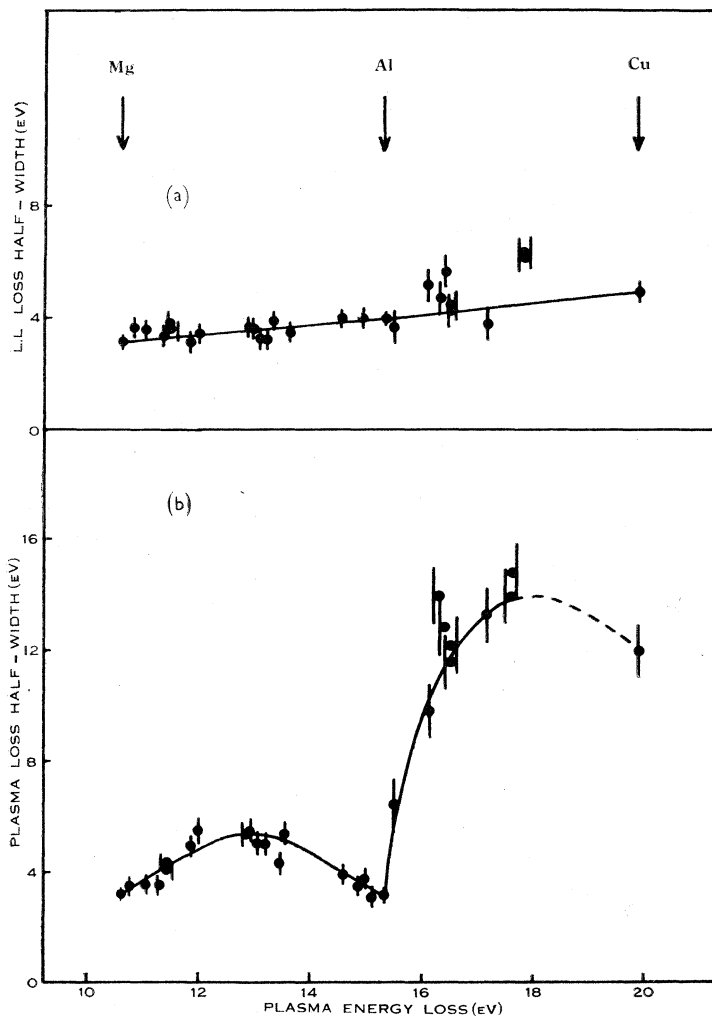 Mg Al Cu
(a)
L.L LOSS HALF-WIDTH (eV)
8
4
0
(b)
PLASMA LOSS HALF-WIDTH (eV)
16
12
8
4
0
10 12 14 16 18 20
PLASMA ENERGY LOSS (eV)